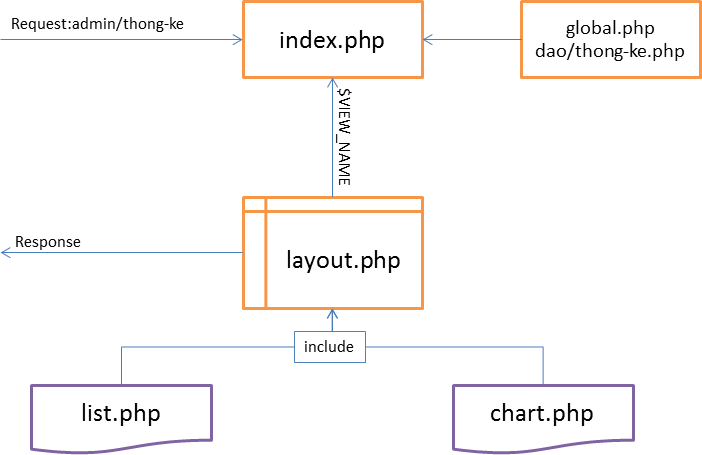 Request:admin/thong-ke
index.php
global.php
dao/thong-ke.php
$VIEW_NAME
Response
layout.php
include
list.php
chart.php